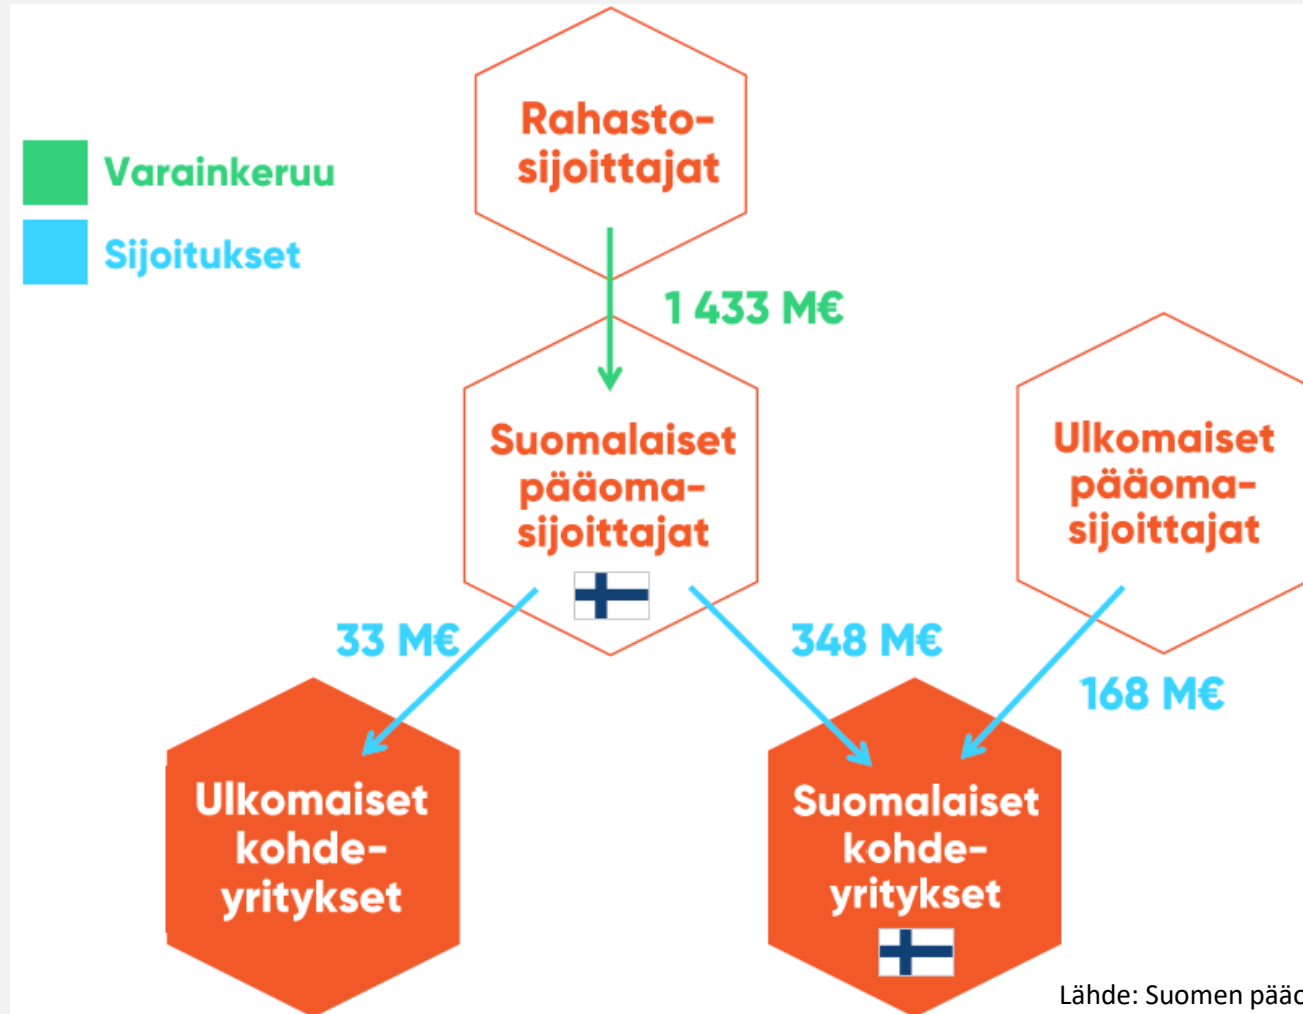 Rahasto-
sijoittajat
Varainkeruu
Sijoitukset
1 433 M€
Suomalaiset
pääoma-
sijoittajat
Ulkomaiset
pääoma-
sijoittajat
33 M€
348 M€
168 M€
Ulkomaiset
kohde-
yritykset
Suomalaiset
kohde-
yritykset
Lähde: Suomen